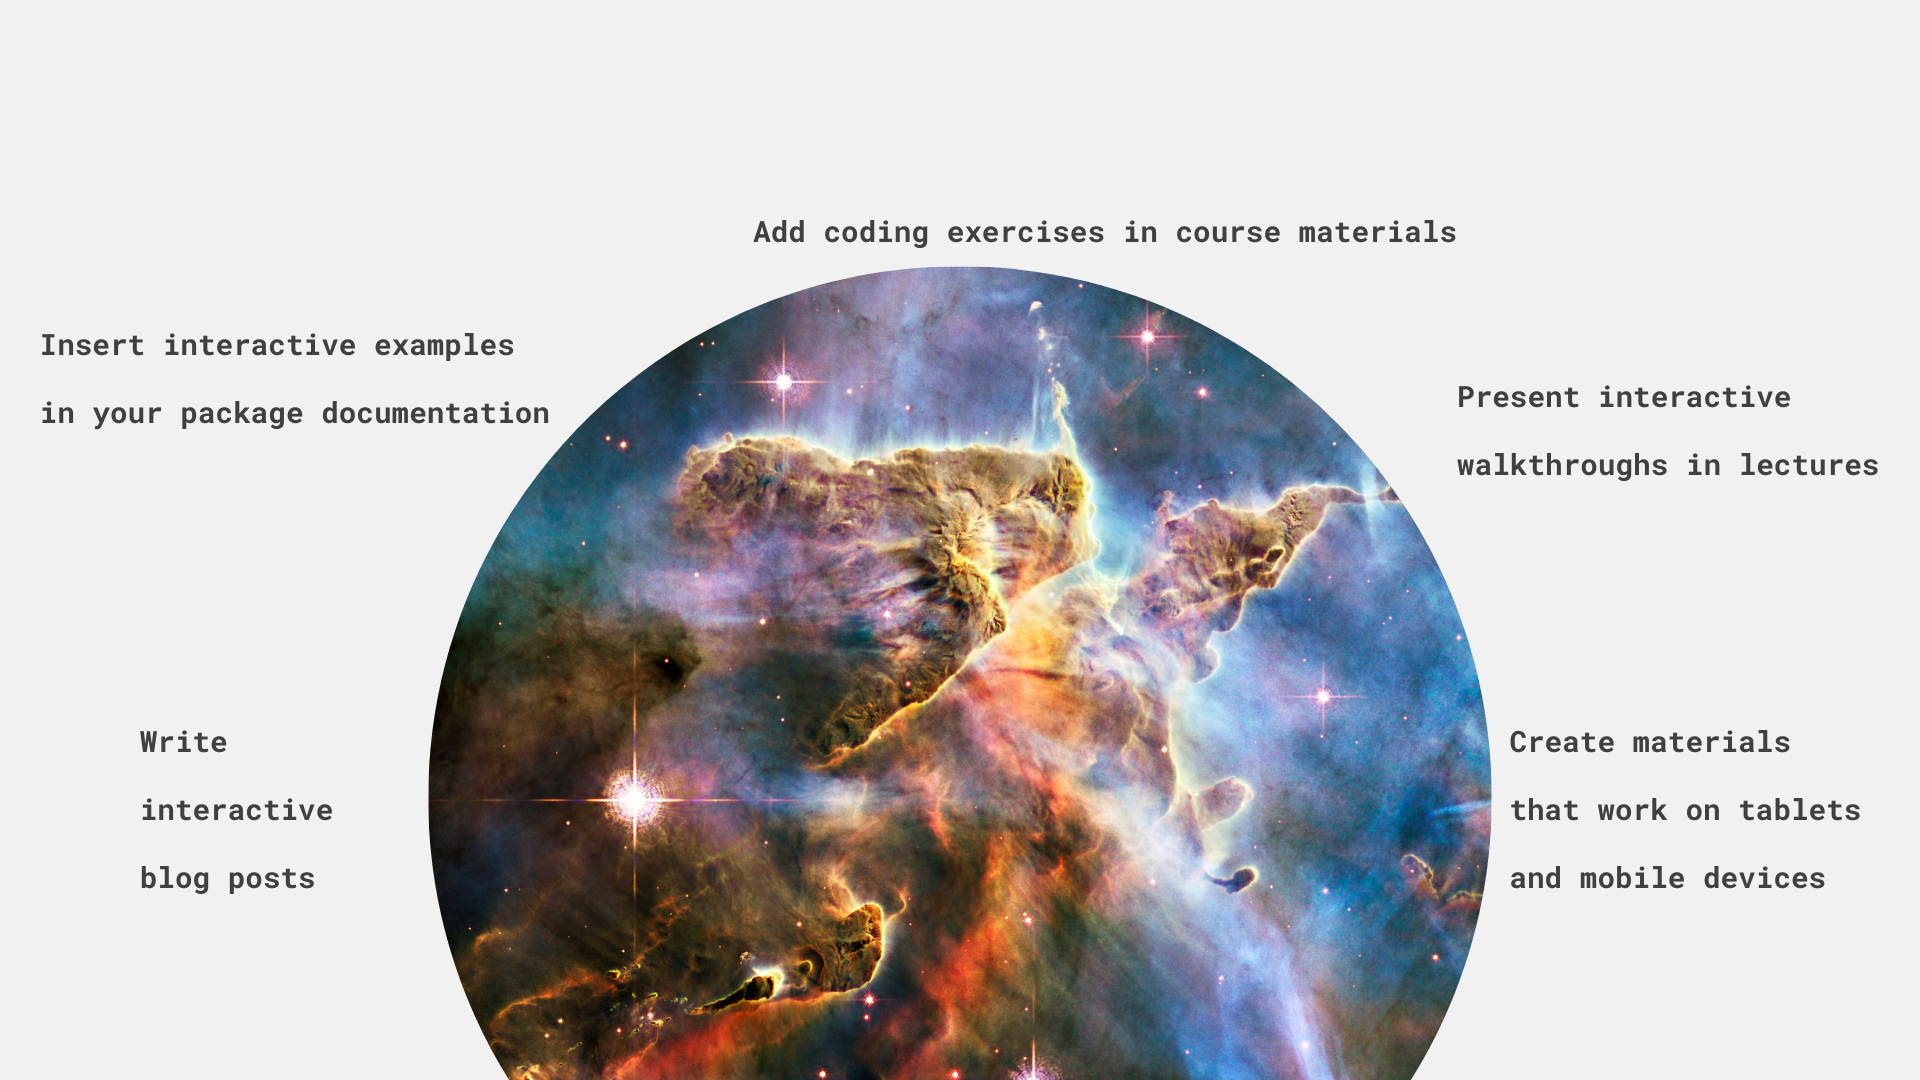 Add coding exercises in course materials
Insert interactive examples
in your package documentation
Present interactive
walkthroughs in lectures
Write
interactive
blog posts
Create materials
that work on tablets
and mobile devices